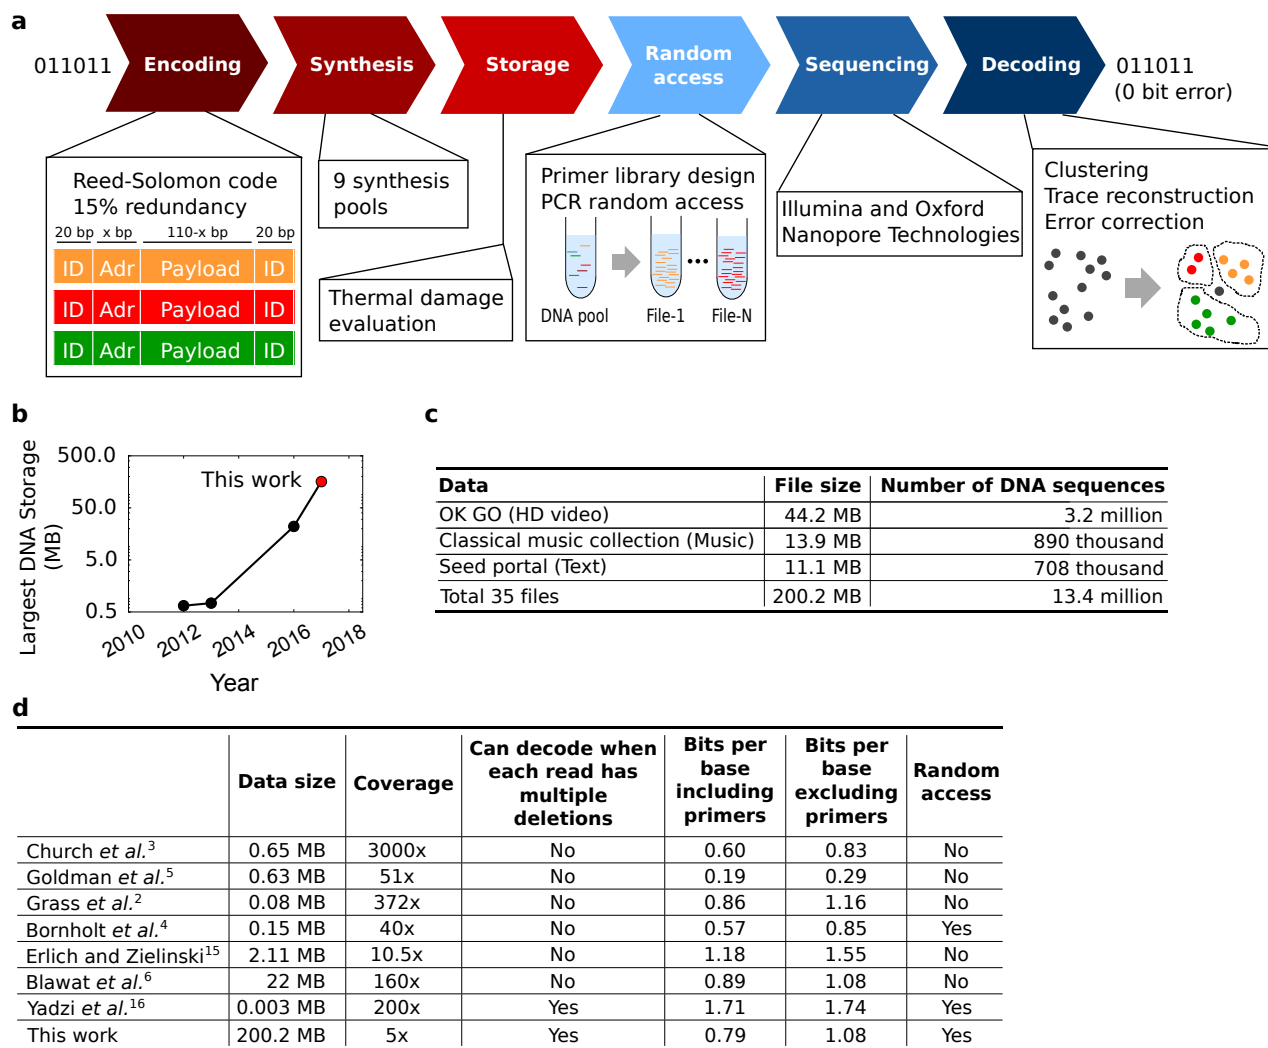 a
011011
Encoding
Synthesis
Storage
Random
access
Sequencing
Decoding
011011
(0 bit error)
Reed-Solomon code
15% redundancy
20 bp x bp 110-x bp 20 bp
ID Adr Payload ID
ID Adr Payload ID
ID Adr Payload ID
9 synthesis
pools
Thermal damage
evaluation
Primer library design
PCR random access
•••
DNA pool File-1 File-N
Illumina and Oxford
Nanopore Technologies
Clustering
Trace reconstruction
Error correction
b
Largest DNA Storage
(MB)
500.0
50.0
5.0
0.5
This work
2010 2012 2014 2016 2018
Year
c
Data File size Number of DNA sequences
OK GO (HD video) 44.2 MB 3.2 million
Classical music collection (Music) 13.9 MB 890 thousand
Seed portal (Text) 11.1 MB 708 thousand
Total 35 files 200.2 MB 13.4 million
d
Data size
Coverage
Can decode when
each read has
multiple
deletions
Bits per
base
including
primers
Bits per
base
excluding
primers
Random
access
Church et al.3 0.65 MB 3000x No 0.60 0.83 No
Goldman et al.5 0.63 MB 51x No 0.19 0.29 No
Grass et al.2 0.08 MB 372x No 0.86 1.16 No
Bornholt et al.4 0.15 MB 40x No 0.57 0.85 Yes
Erlich and Zielinski15 2.11 MB 10.5x No 1.18 1.55 No
Blawat et al.6 22 MB 160x No 0.89 1.08 No
Yadzi et al.16 0.003 MB 200x Yes 1.71 1.74 Yes
This work 200.2 MB 5x Yes 0.79 1.08 Yes